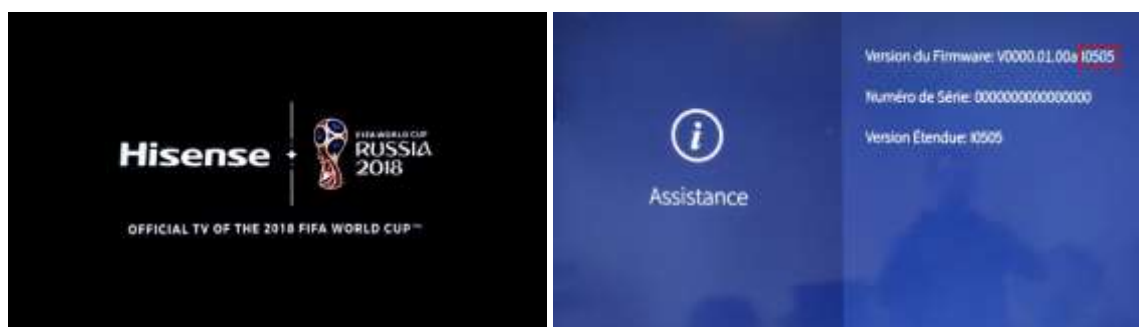 Hisense
FIFA WORLD CUP
RUSSIA
2018
OFFICIAL TV OF THE 2018 FIFA WORLD CUP™
Assistance
Version du Firmware: V0000.01.00a I0505
Numéro de Série: 0000000000000000
Version Étendue: I0505